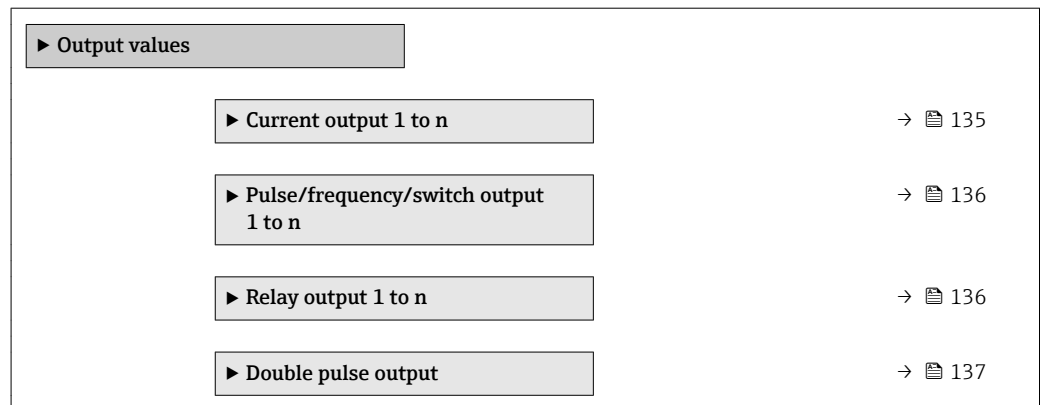 ▶ Output values
▶ Current output 1 to n → 135
▶ Pulse/frequency/switch output
1 to n → 136
▶ Relay output 1 to n → 136
▶ Double pulse output → 137